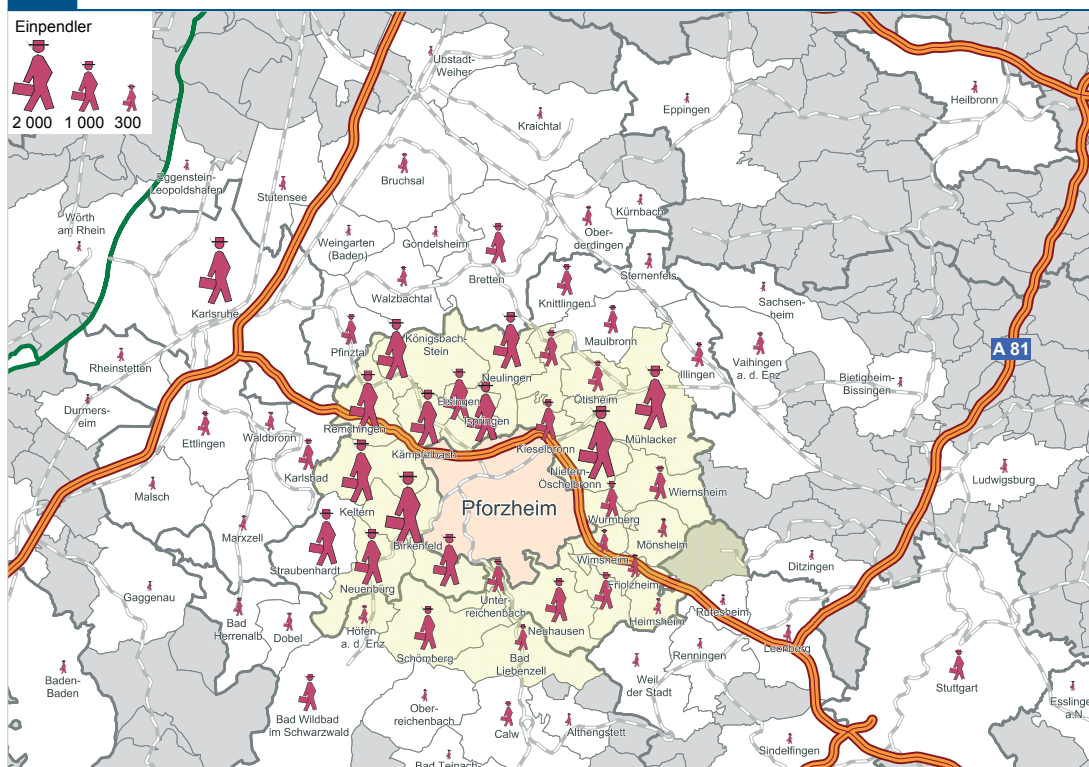 Einpendler
2 000 1 000 300
Ubstadt-
Weiher
Eppingen
Heilbronn
Kraichtal
Eggenstein-
Leopoldshafen
Stutensee
Bruchsal
Kürnbach
Wörth
am Rhein
Weingarten
(Baden)
Gondelsheim
Ober-
derdingen
Bretten
Sternenfels
Walzbachtal
Knittlingen
Sachsen-
heim
Karlsruhe
Maulbronn
Königsbach-
Stein
Pfinztal
Rheinstetten
Neulingen
Illingen
Vaihingen
a. d. Enz
A 81
Bietigheim-
Bissingen
Durmers-
eim
Eisingen
Ötisheim
Ispringen
Remchingen
Ettlingen
Waldbronn
Mühlacker
Kieselbronn
Kämpfelbach
Karlsbad
Niefern-
Öschelbronn
Ludwigsburg
Malsch
Wiernsheim
Keltern
Pforzheim
Wurmberg
Marxzell
Birkenfeld
Mönsheim
Wimsheim
Straubenhardt
Ditzingen
Gaggenau
Neuenbürg
Friolzheim
Bad
Herrenalb
Dobel
Unter-
reichenbach
Rutesheim
Heimsheim
Höfen
a. d. Enz
Neuhausen
Leonberg
Schömberg
Bad
Liebenzell
Renningen
Baden-
Baden
Weil
der Stadt
Stuttgart
Bad Wildbad
im Schwarzwald
Ober-
reichenbach
Esslinge
a.N.
Calw
Althengstett
Sindelfingen
Bad Teinach-